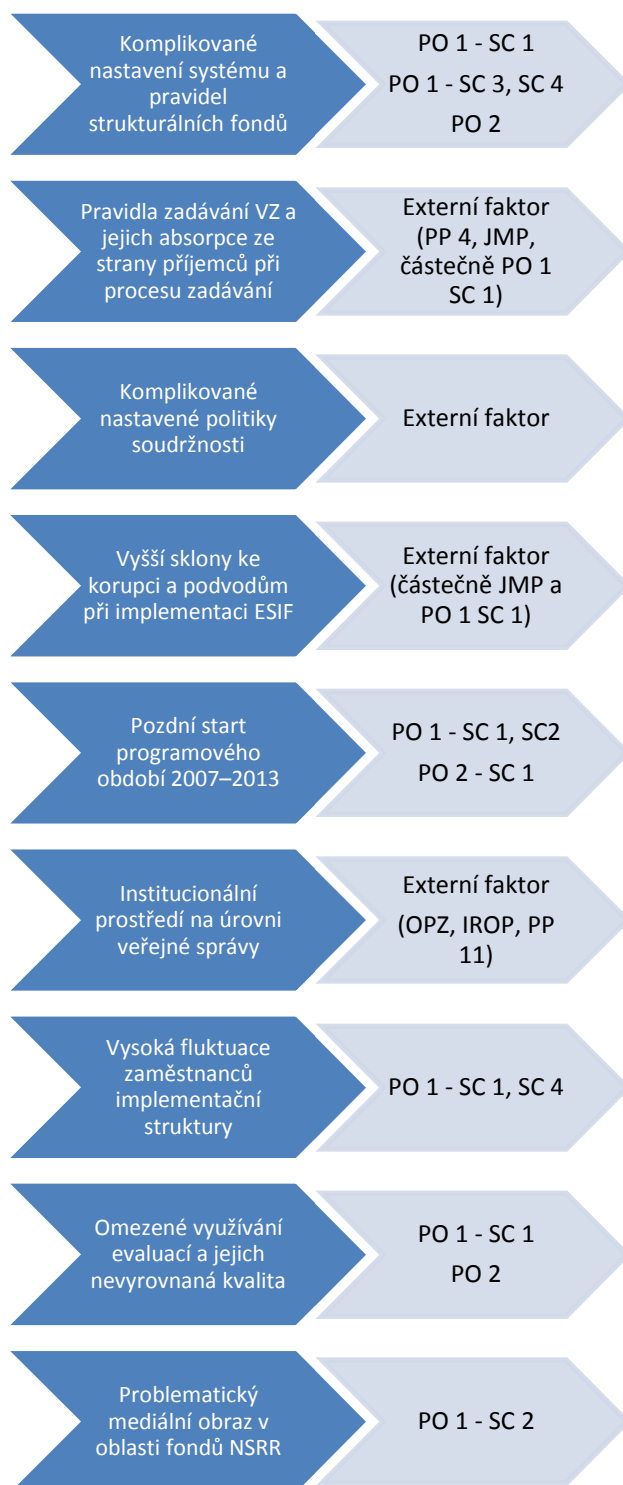 Komplikované
nastavení systému a
pravidel
strukturálních fondů
PO 1 - SC 1
PO 1 - SC 3, SC 4
PO 2
Pravidla zadávání VZ a
jejich absorpce ze
strany příjemců při
procesu zadávání
Externí faktor
(PP 4, JMP,
částečně PO 1
SC 1)
Komplikované
nastavené politiky
soudržnosti
Externí faktor
Vyšší sklony ke
korupci a podvodům
při implementaci ESIF
Externí faktor
(částečně JMP a
PO 1 SC 1)
Pozdní start
programového
období 2007–2013
PO 1 - SC 1, SC2
PO 2 - SC 1
Institucionální
prostředí na úrovni
veřejné správy
Externí faktor
(OPZ, IROP, PP
11)
Vysoká fluktuace
zaměstnanců
implementační
struktury
PO 1 - SC 1, SC 4
Omezené využívání
evaluací a jejich
nevyrovnaná kvalita
PO 1 - SC 1
PO 2
Problematický
mediální obraz v
oblasti fondů NSRR
PO 1 - SC 2